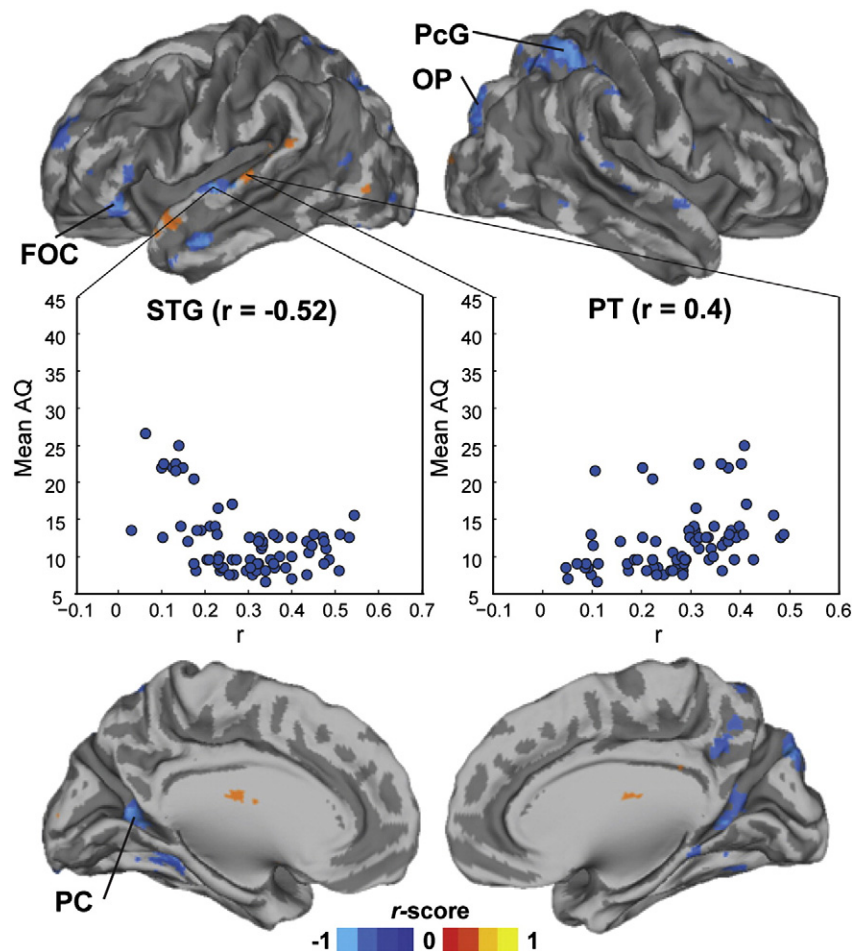 PcG
OP
FOC
STG (r = -0.52)
PT (r = 0.4)
45
40
35
30
25
20
15
10
5
Mean AQ
−0.1 0 0.1 0.2 0.3 0.4 0.5 0.6 0.7
r
45
40
35
30
25
20
15
10
5
Mean AQ
−0.1 0 0.1 0.2 0.3 0.4 0.5 0.6
r
PC
r-score
-1 0 1